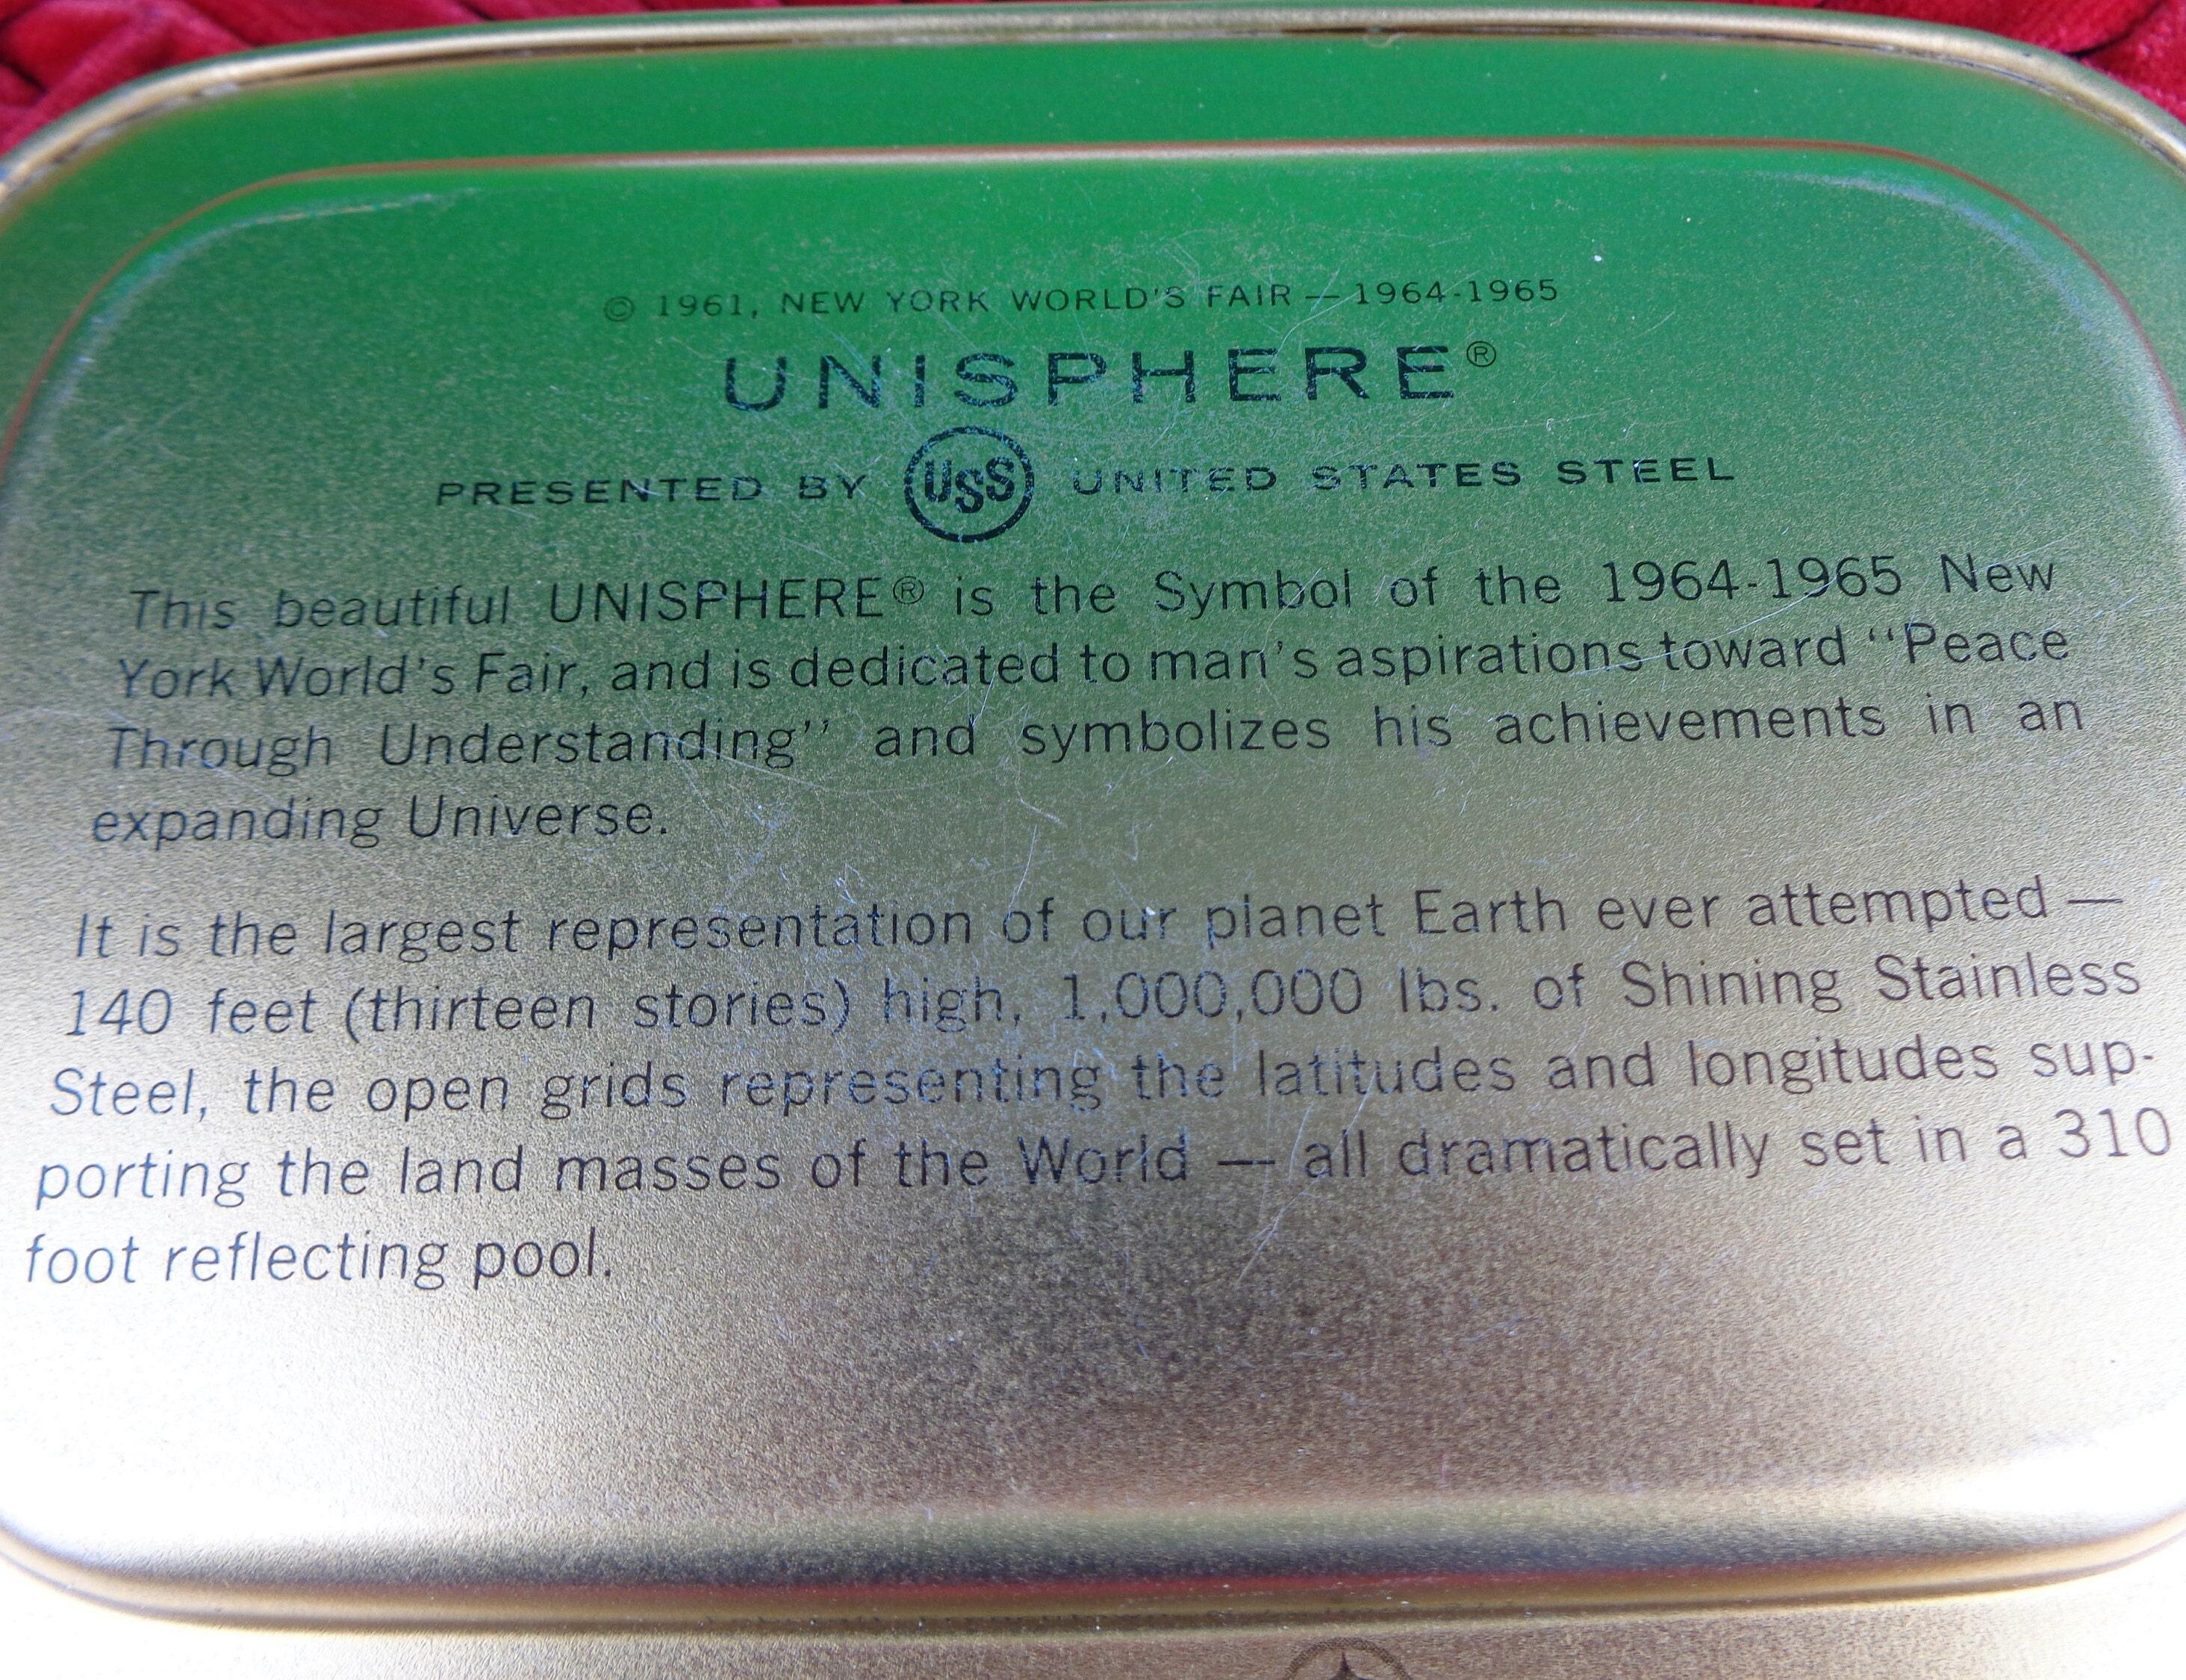 © 1961, NEW YORK WORLD'S FAIR — 1964-1965
UNISPHERE®
PRESENTED BY USS UNITED STATES STEEL
This beautiful UNISPHERE® is the Symbol of the 1964-1965 New
York World's Fair, and is dedicated to man's aspirations toward "Peace
Through Understanding" and symbolizes his achievements in an
expanding Universe.
It is the largest representation of our planet Earth ever attempted —
140 feet (thirteen stories) high, 1,000,000 lbs. of Shining Stainless
Steel, the open grids representing the latitudes and longitudes sup-
porting the land masses of the World — all dramatically set in a 310
foot reflecting pool.